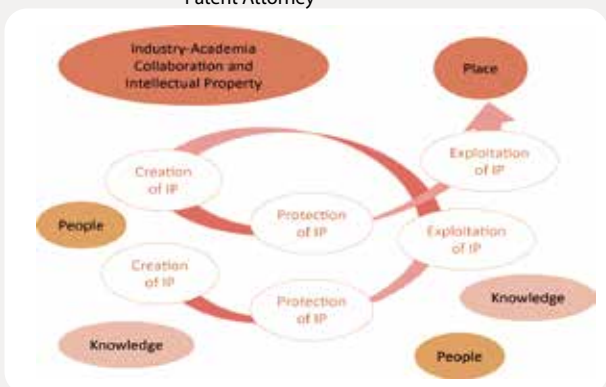 Patent Attorney
Industry-Academia
Collaboration and
Intellectual Property
Place
Creation
of IP
Exploitation
of IP
People
Protection
of IP
Exploitation
of IP
Creation
of IP
Protection
of IP
Knowledge
Knowledge
People